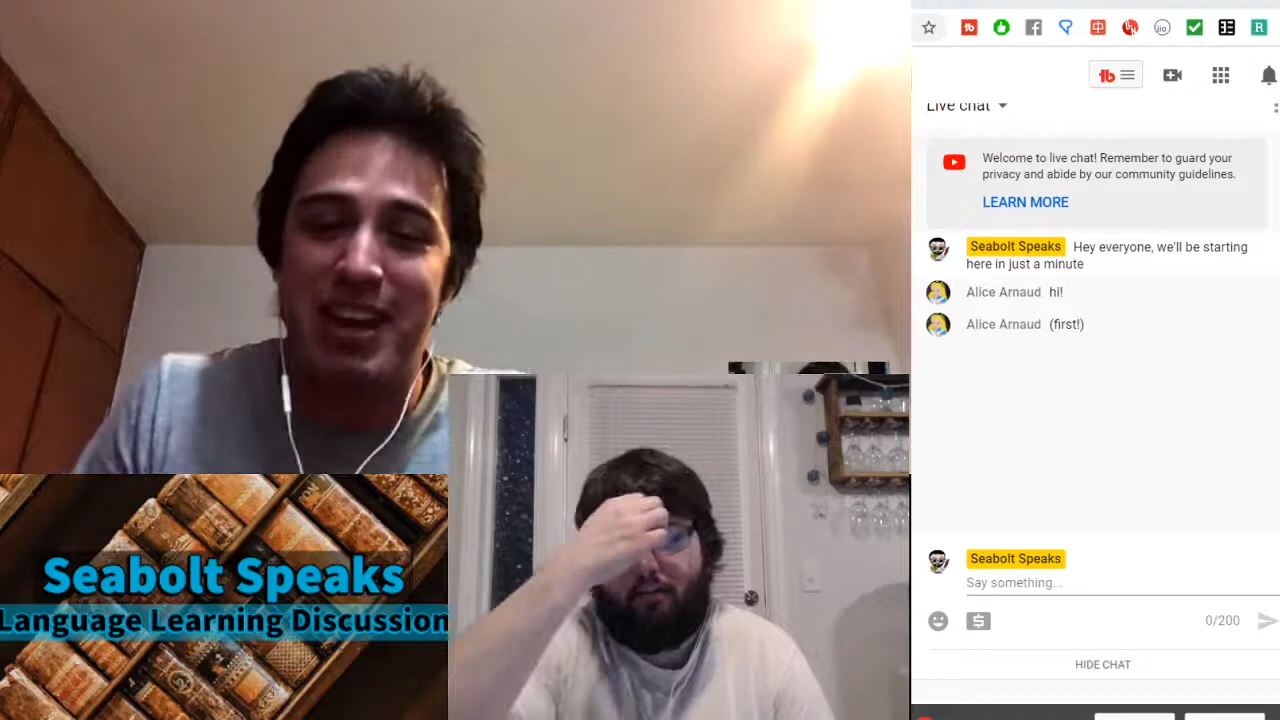 Live chat
Welcome to live chat! Remember to guard your
privacy and abide by our community guidelines.
LEARN MORE
Seabolt Speaks Hey everyone, we'll be starting
here in just a minute
Alice Arnaud hi!
Alice Arnaud (first!)
Seabolt Speaks
Say something...
0/200
HIDE CHAT
Seabolt Speaks
Language Learning Discussion